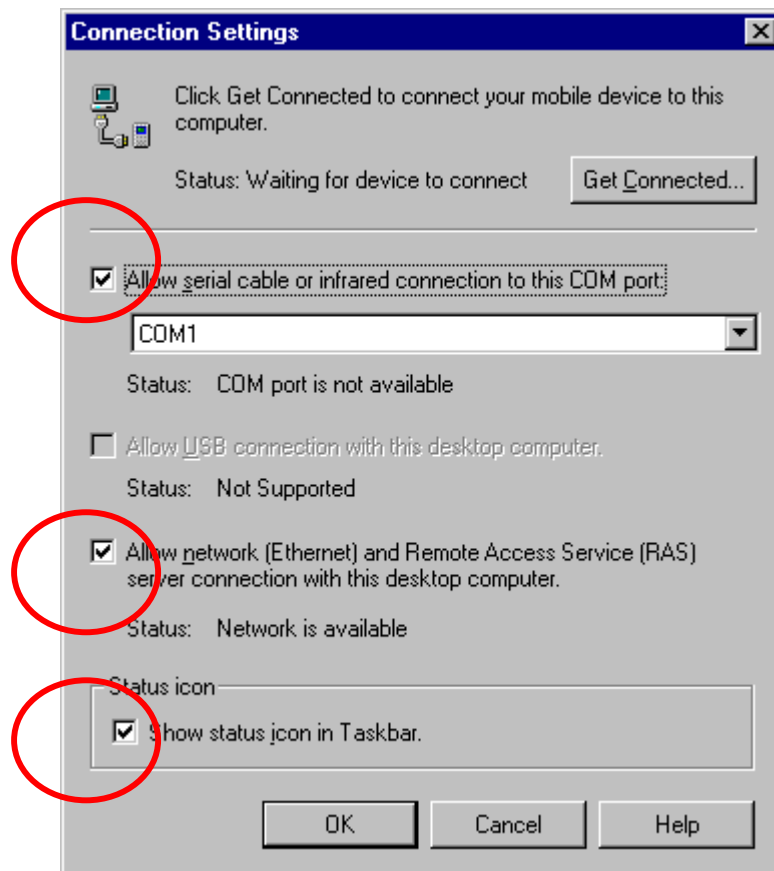 Connection Settings
Click Get Connected to connect your mobile device to this
computer.
Status: Waiting for device to connect
Get Connected...
Allow serial cable or infrared connection to this COM port:
COM1
Status: COM port is not available
Allow USB connection with this desktop computer.
Status: Not Supported
Allow network (Ethernet) and Remote Access Service (RAS)
server connection with this desktop computer.
Status: Network is available
Status icon
Show status icon in Taskbar.
OK
Cancel
Help